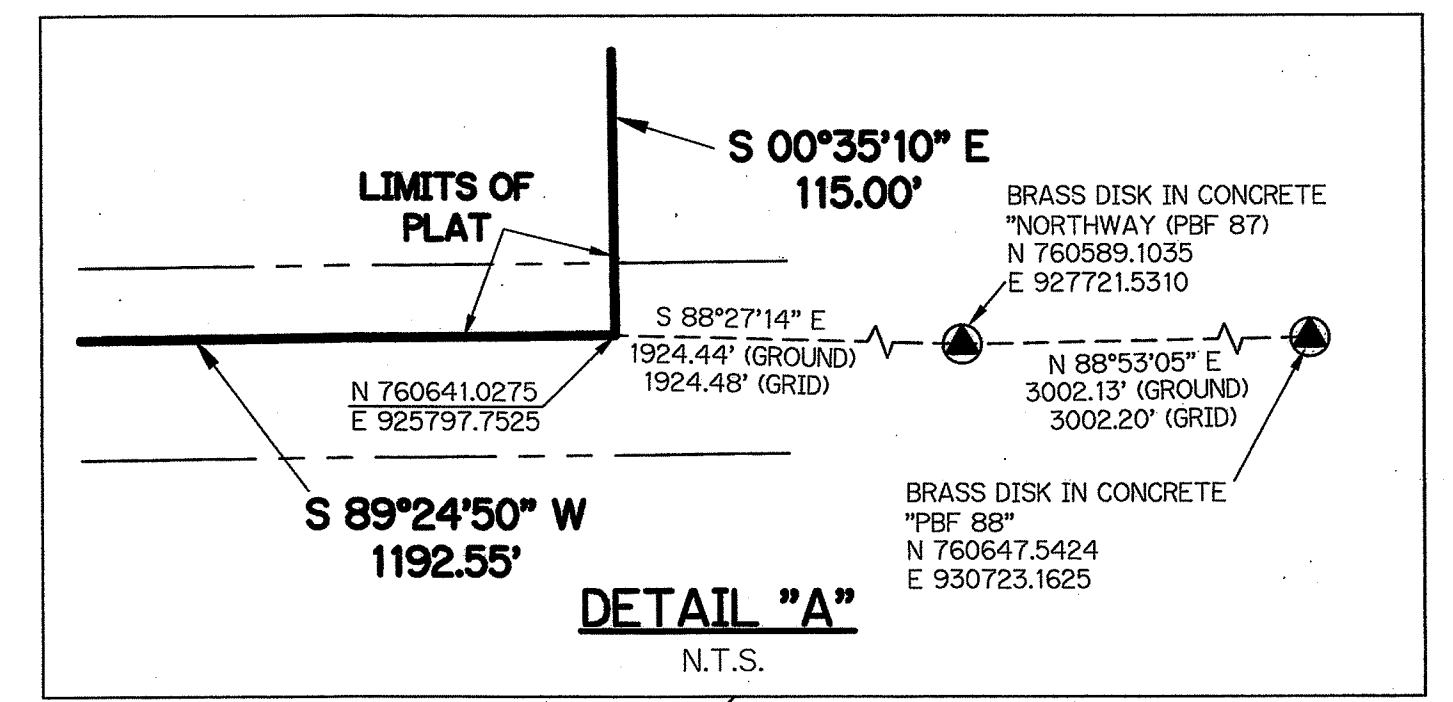 S 00°35'10" E
115.00'
LIMITS OF
PLAT
BRASS DISK IN CONCRETE
"NORTHWAY (PBF 87)
N 760589.1035
E 927721.5310
S 88°27'14" E
1924.44' (GROUND)
1924.48' (GRID)
N 88°53'05" E
3002.13' (GROUND)
3002.20' (GRID)
N 760641.0275
E 925797.7525
S 89°24'50" W
1192.55'
BRASS DISK IN CONCRETE
"PBF 88"
N 760647.5424
E 930723.1625
DETAIL "A"
N.T.S.